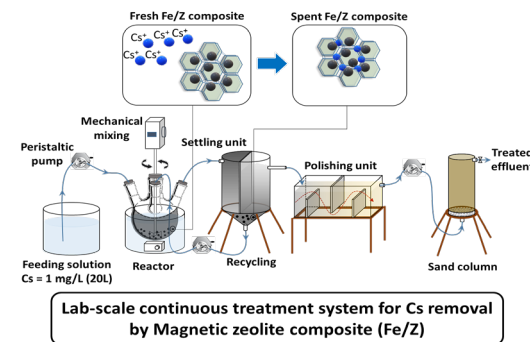 Fresh Fe/Z composite
Spent Fe/Z composite
Cs⁺
Cs⁺
Cs⁺
Cs⁺
Cs⁺
Mechanical
mixing
Peristaltic
pump
Settling unit
Polishing unit
Treated
effluent
Feeding solution
Cs = 1 mg/L (20L)
Reactor
Recycling
Sand column
Lab-scale continuous treatment system for Cs removal
by Magnetic zeolite composite (Fe/Z)